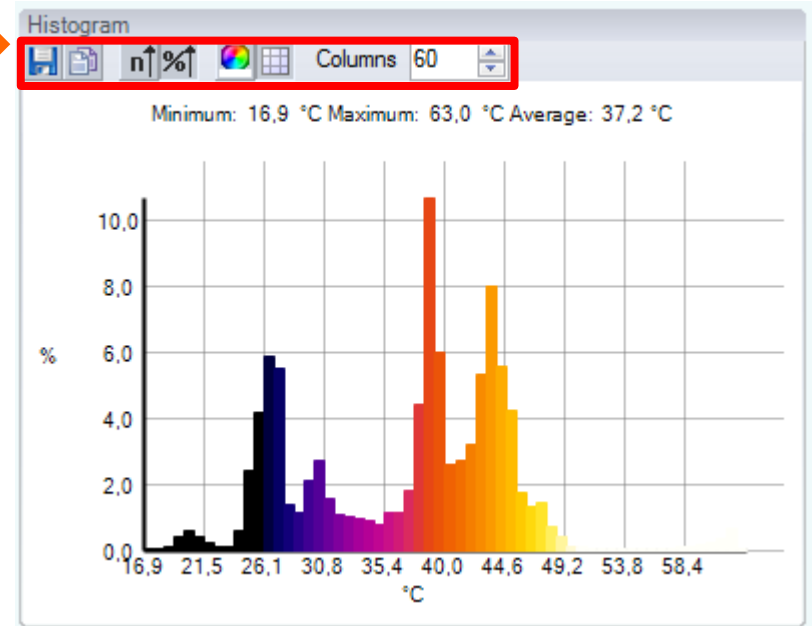 Histogram
n↑ %↑ Columns 60
Minimum: 16,9 °C Maximum: 63,0 °C Average: 37,2 °C
10,0
8,0
% 6,0
4,0
2,0
0,0
16,9 21,5 26,1 30,8 35,4 40,0 44,6 49,2 53,8 58,4
°C